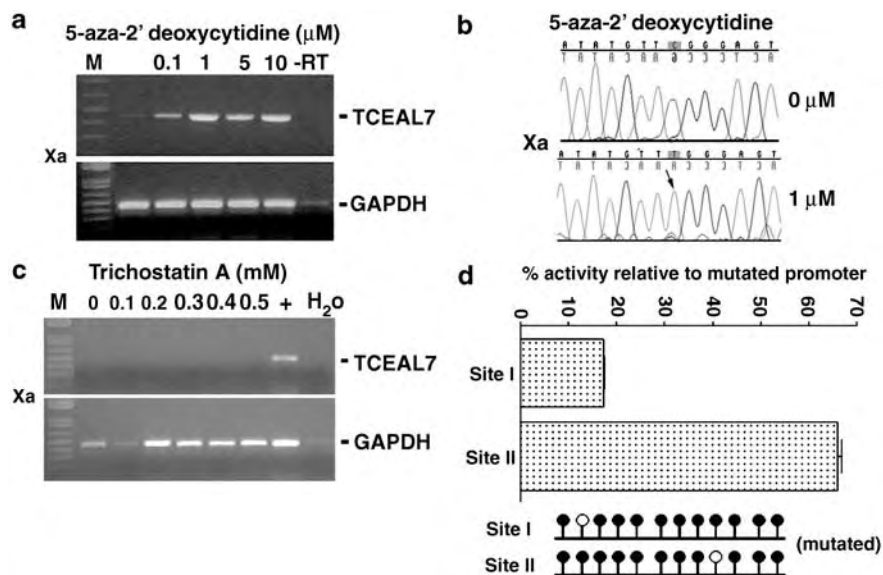 a
5-aza-2' deoxycytidine (μM)
M 0.1 1 5 10 -RT
TCEAL7
Xa
GAPDH
b
5-aza-2' deoxycytidine
A T A T G T T C G G G A G T
0 μM
Xa
A T A T G T T T G G G A G T
1 μM
c
Trichostatin A (mM)
M 0 0.1 0.2 0.3 0.4 0.5 + H2o
TCEAL7
Xa
GAPDH
d
% activity relative to mutated promoter
0 10 20 30 40 50 60 70
Site I
Site II
Site I
Site II
(mutated)